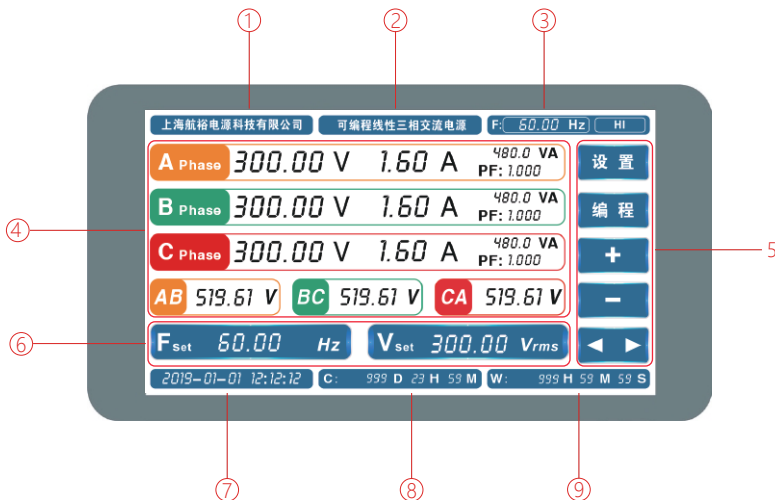 ① ② ③
上海航裕电源科技有限公司 可编程线性三相交流电源 F: 60.00 Hz HI
A Phase 300.00 V 1.60 A 480.0 VA PF: 1.000
设置
B Phase 300.00 V 1.60 A 480.0 VA PF: 1.000
编程
④
5
C Phase 300.00 V 1.60 A 480.0 VA PF: 1.000
+
AB 519.61 V BC 519.61 V CA 519.61 V
−
⑥
Fset 60.00 Hz Vset 300.00 Vrms
◀ ▶
2019-01-01 12:12:12 C: 999 D 23 H 59 M W: 999 H 59 M 59 S
⑦ ⑧ ⑨